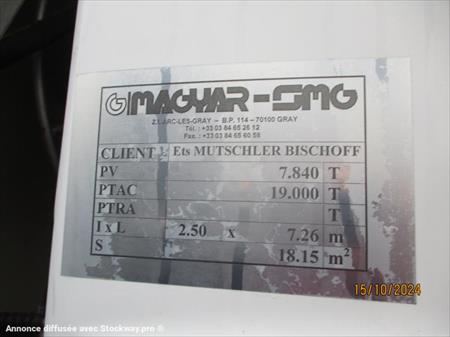 G MAGYAR-SMG
Z.I. ARC-LES-GRAY - B.P. 114 - 70100 GRAY
Tél. : +33 03 84 65 26 12
Fax. : +33 03 84 65 60 58
CLIENT : Ets MUTSCHLER BISCHOFF
PV 7.840 T
PTAC 19.000 T
PTRA T
I x L 2.50 x 7.26 m
S 18.15 m²
15/10/2024
Annonce diffusée avec Stockway.pro ®